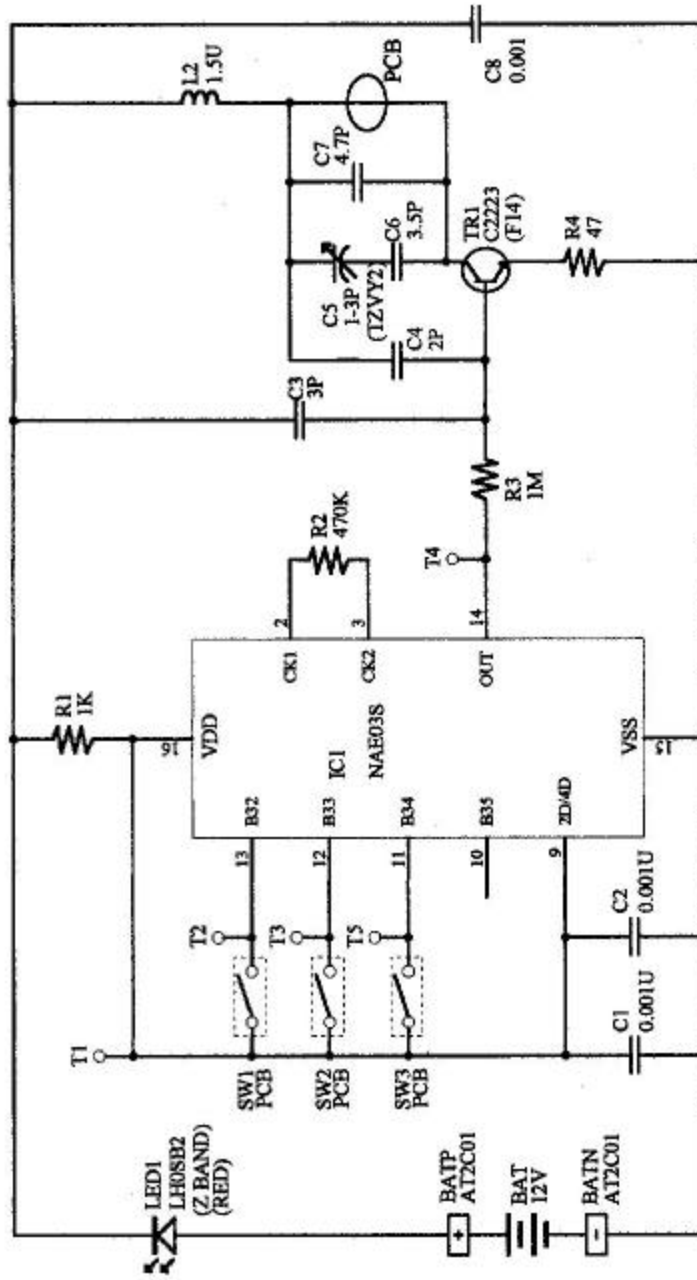 LED1
LH0SB2
(Z BAND)
(RED)
BATP
AT2C01
+
BAT
12V
-
BATN
AT2C01
T1
SW1
PCB
SW2
PCB
SW3
PCB
T2
T3
T5
13
12
11
10
9
C1
0.001U
C2
0.001U
R1
1K
16
VDD
B32
B33
B34
B35
2D/4D
IC1
NAE03S
CK1
CK2
OUT
VSS
15
2
3
14
R2
470K
T4
R3
1M
C3
3P
C4
2P
C5
1-3P
(TZVY2)
C6
3.5P
C7
4.7P
L2
1.5U
PCB
TR1
C2223
(F14)
R4
47
C8
0.001